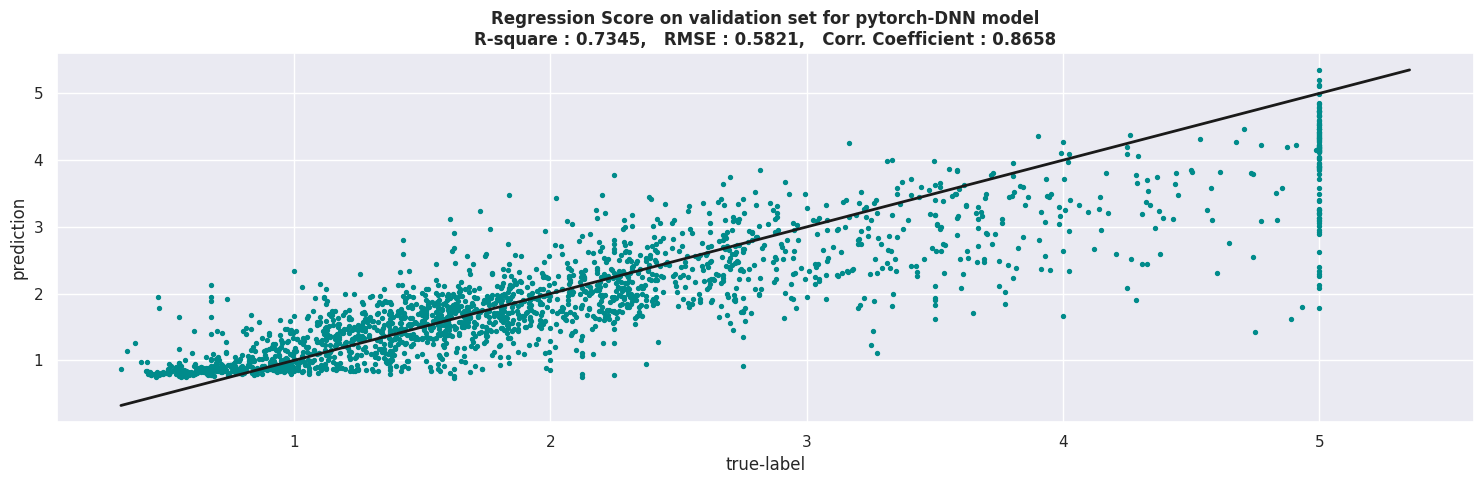 Regression Score on validation set for pytorch-DNN model
R-square : 0.7345,   RMSE : 0.5821,   Corr. Coefficient : 0.8658
prediction
5
4
3
2
1
1 2 3 4 5
true-label